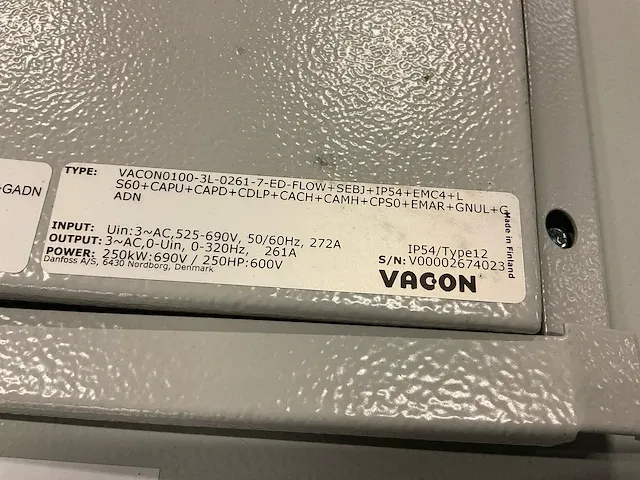 +GADN
TYPE: VACON0100-3L-0261-7-ED-FLOW+SEBJ+IP54+EMC4+L
S60+CAPU+CAPD+CDLP+CACH+CAMH+CPS0+EMAR+GNUL+G
ADN
INPUT: Uin:3~AC,525-690V, 50/60Hz, 272A
OUTPUT: 3~AC,0-Uin, 0-320Hz, 261A
POWER: 250kW:690V / 250HP:600V
Danfoss A/S, 6430 Nordborg, Denmark
IP54/Type12
S/N: V00002674023
VACON
Made in Finland